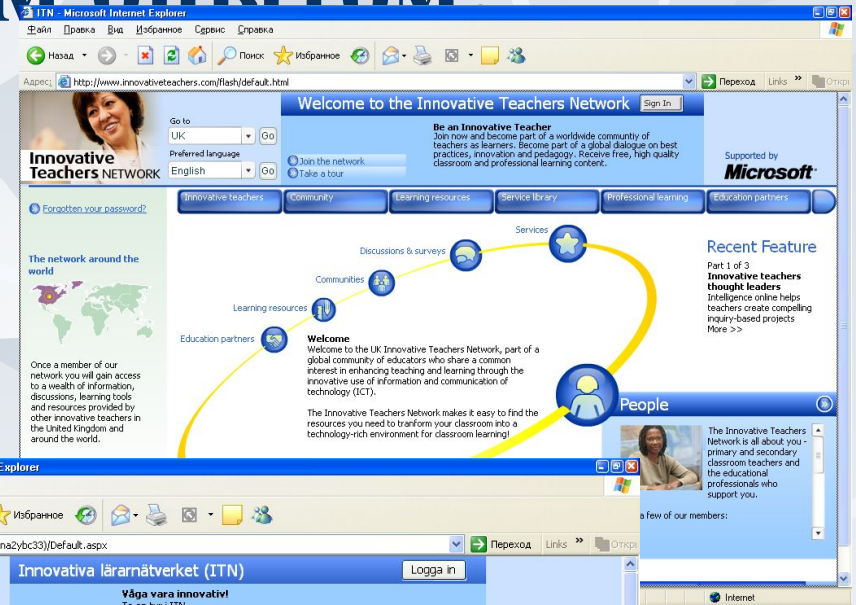 ITN - Microsoft Internet Explorer
Файл Правка Вид Избранное Сервис Справка
Назад Поиск Избранное
Адрес: http://www.innovativeteachers.com/flash/default.html Переход Links »
Welcome to the Innovative Teachers Network Sign In
Go to
UK Go
Preferred language
English Go
Innovative
Teachers NETWORK
Join the network
Take a tour
Be an Innovative Teacher
Join now and become part of a worldwide communtiy of
teachers as learners. Become part of a global dialogue on best
practices, innovation and pedagogy. Receive free, high quality
classroom and professional learning content.
Supported by
Microsoft
Innovative teachers Community Learning resources Service library Professional learning Education partners
Forgotten your password?
The network around the
world
Once a member of our
network you will gain access
to a wealth of information,
discussions, learning tools
and resources provided by
other innovative teachers in
the United Kingdom and
around the world.
Services
Discussions & surveys
Communities
Learning resources
Education partners
Welcome
Welcome to the UK Innovative Teachers Network, part of a
global community of educators who share a common
interest in enhancing teaching and learning through the
innovative use of information and communication of
technology (ICT).
The Innovative Teachers Network makes it easy to find the
resources you need to tranform your classroom into a
technology-rich environment for classroom learning!
Recent Feature
Part 1 of 3
Innovative teachers
thought leaders
Intelligence online helps
teachers create compelling
inquiry-based projects
More >>
People
The Innovative Teachers
Network is all about you -
primary and secondary
classroom teachers and
the educational
professionals who
support you.
a few of our members:
Internet
Explorer
Избранное
na2ybc33)/Default.aspx Переход Links »
Innovativa lärarnätverket (ITN) Logga in
Våga vara innovativ!